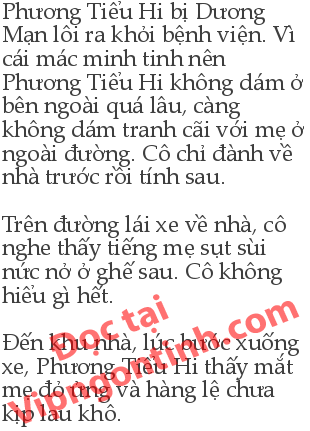 Phương Tiểu Hi bị Dương
Mạn lôi ra khỏi bệnh viện. Vì
cái mác minh tinh nên
Phương Tiểu Hi không dám ở
bên ngoài quá lâu, càng
không dám tranh cãi với mẹ ở
ngoài đường. Cô chỉ đành về
nhà trước rồi tính sau.
Trên đường lái xe về nhà, cô
nghe thấy tiếng mẹ sụt sùi
nức nở ở ghế sau. Cô không
hiểu gì hết.
Đến khu nhà, lúc bước xuống
xe, Phương Tiểu Hi thấy mắt
mẹ đỏ ửng và hàng lệ chưa
kịp lau khô.
Đọc tại
Vipngontinh.com